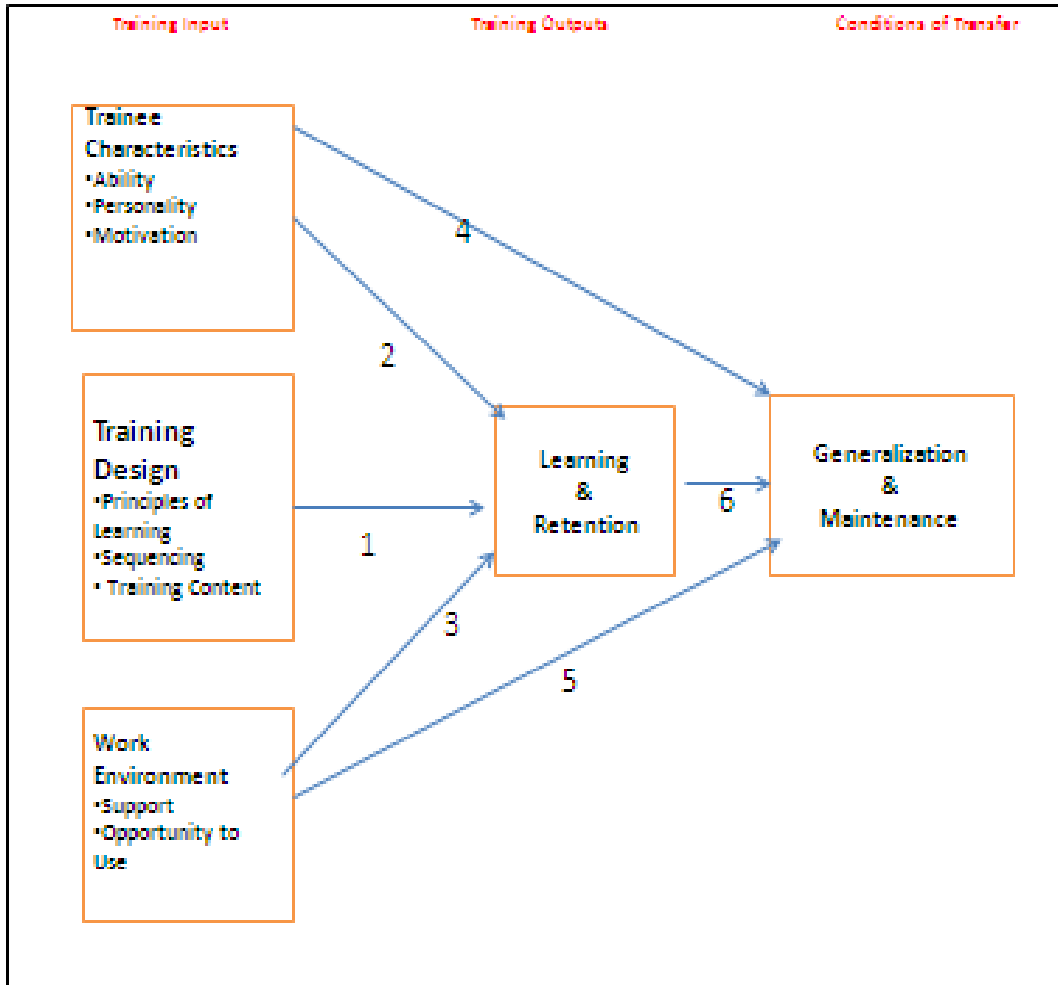 Training Input
Training Outputs
Conditions of Transfer
Trainee
Characteristics
•Ability
•Personality
•Motivation
4
2
Training
Design
•Principles of
Learning
•Sequencing
• Training Content
1
Learning
&
Retention
6
Generalization
&
Maintenance
3
5
Work
Environment
•Support
•Opportunity to
Use